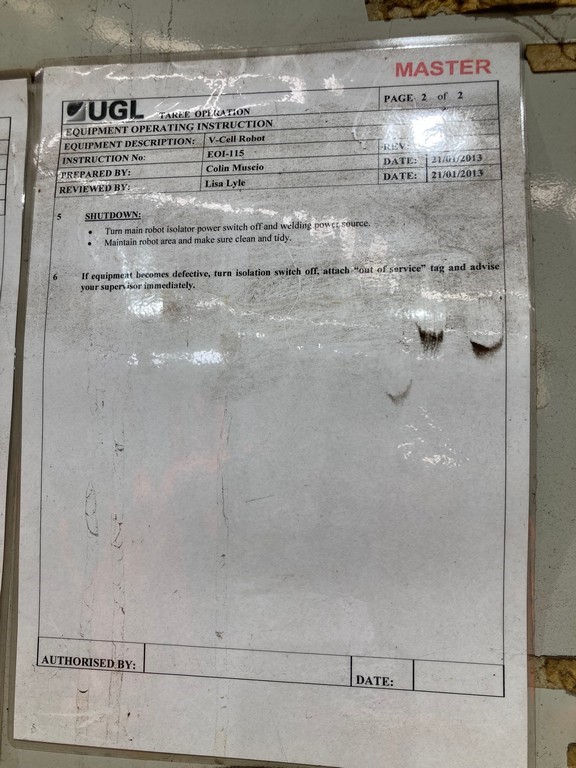 MASTER
UGL TAREE OPERATION PAGE 2 of 2
EQUIPMENT OPERATING INSTRUCTION
EQUIPMENT DESCRIPTION: V-Cell Robot REV
INSTRUCTION No: EOI-115 DATE: 21/01/2013
PREPARED BY: Colin Muscio DATE: 21/01/2013
REVIEWED BY: Lisa Lyle
5 SHUTDOWN:
• Turn main robot isolator power switch off and welding power source.
• Maintain robot area and make sure clean and tidy.
6 If equipment becomes defective, turn isolation switch off, attach "out of service" tag and advise
your supervisor immediately.
AUTHORISED BY: DATE: